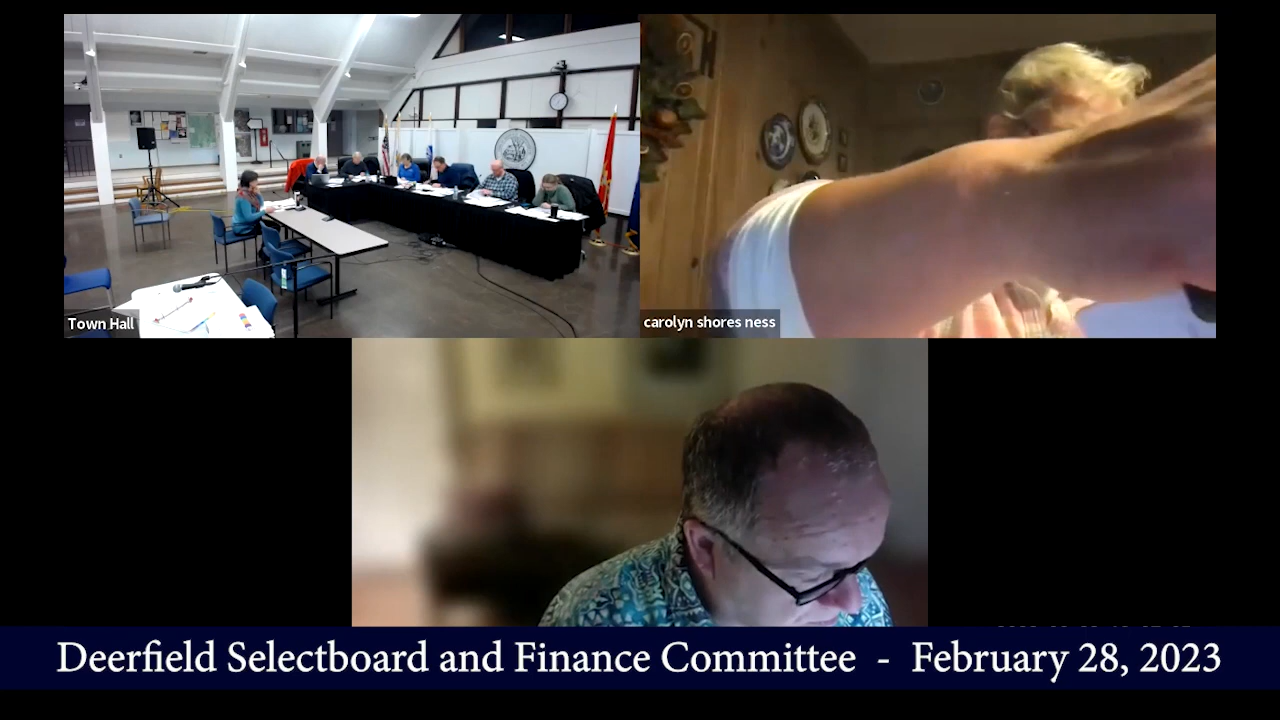 Town Hall
carolyn shores ness
Deerfield Selectboard and Finance Committee - February 28, 2023